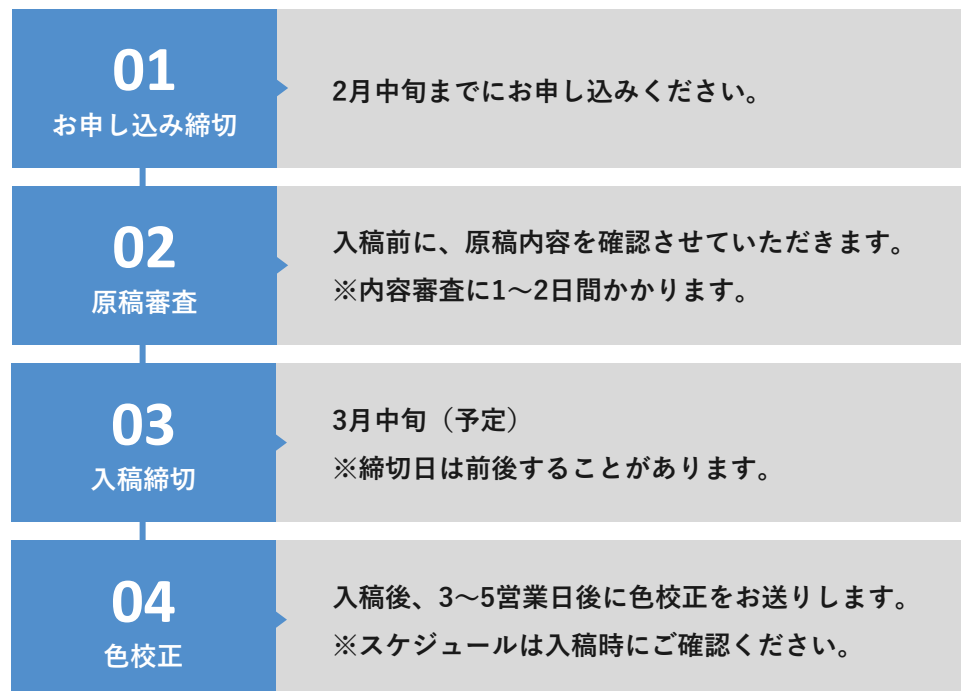 01
お申し込み締切
2月中旬までにお申し込みください。
02
原稿審査
入稿前に、原稿内容を確認させていただきます。
※内容審査に1～2日間かかります。
03
入稿締切
3月中旬（予定）
※締切日は前後することがあります。
04
色校正
入稿後、3～5営業日後に色校正をお送りします。
※スケジュールは入稿時にご確認ください。